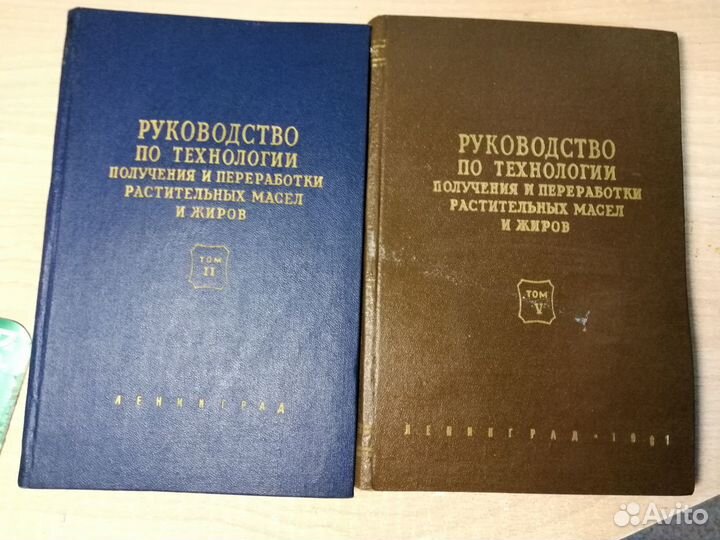 РУКОВОДСТВО
ПО ТЕХНОЛОГИИ
ПОЛУЧЕНИЯ И ПЕРЕРАБОТКИ
РАСТИТЕЛЬНЫХ МАСЕЛ
И ЖИРОВ
ТОМ
II
ЛЕНИНГРАД
РУКОВОДСТВО
ПО ТЕХНОЛОГИИ
ПОЛУЧЕНИЯ И ПЕРЕРАБОТКИ
РАСТИТЕЛЬНЫХ МАСЕЛ
И ЖИРОВ
ТОМ
V
ЛЕНИНГРАД
Avito